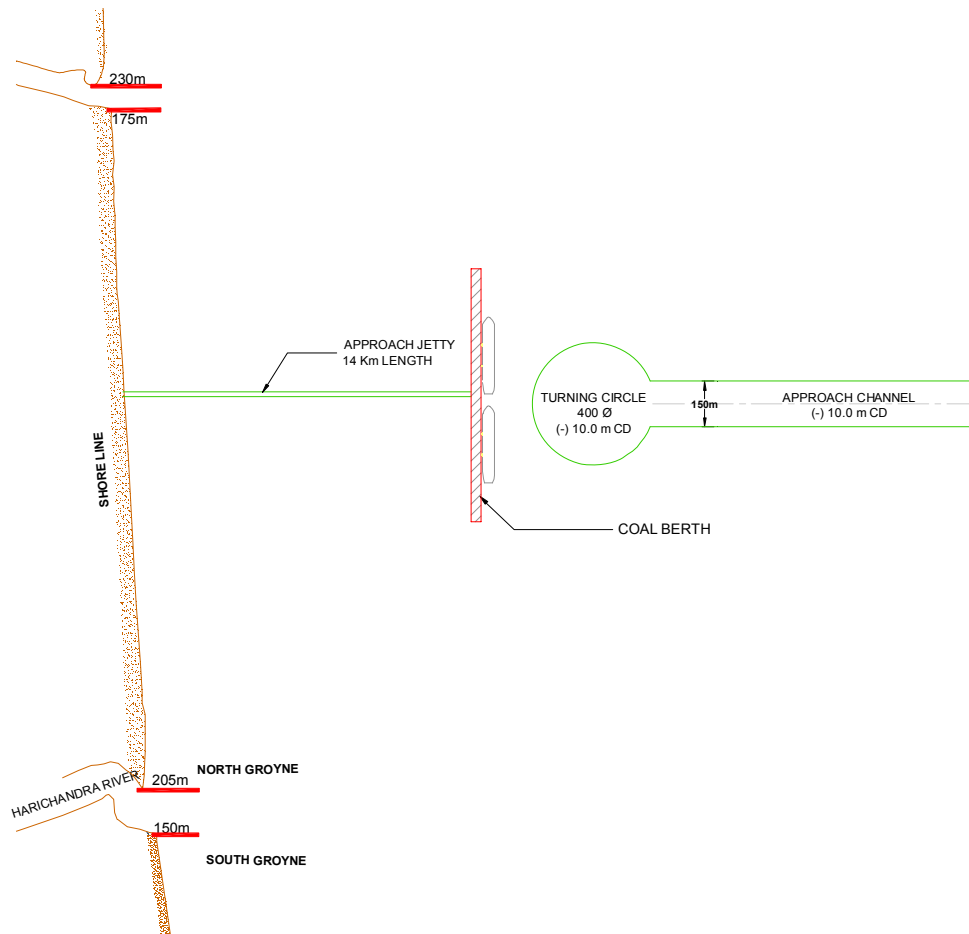 230m
175m
APPROACH JETTY
14 Km LENGTH
TURNING CIRCLE
400 Ø
(-) 10.0 m CD
150m
APPROACH CHANNEL
(-) 10.0 m CD
SHORE LINE
COAL BERTH
HARICHANDRA RIVER
205m
NORTH GROYNE
150m
SOUTH GROYNE